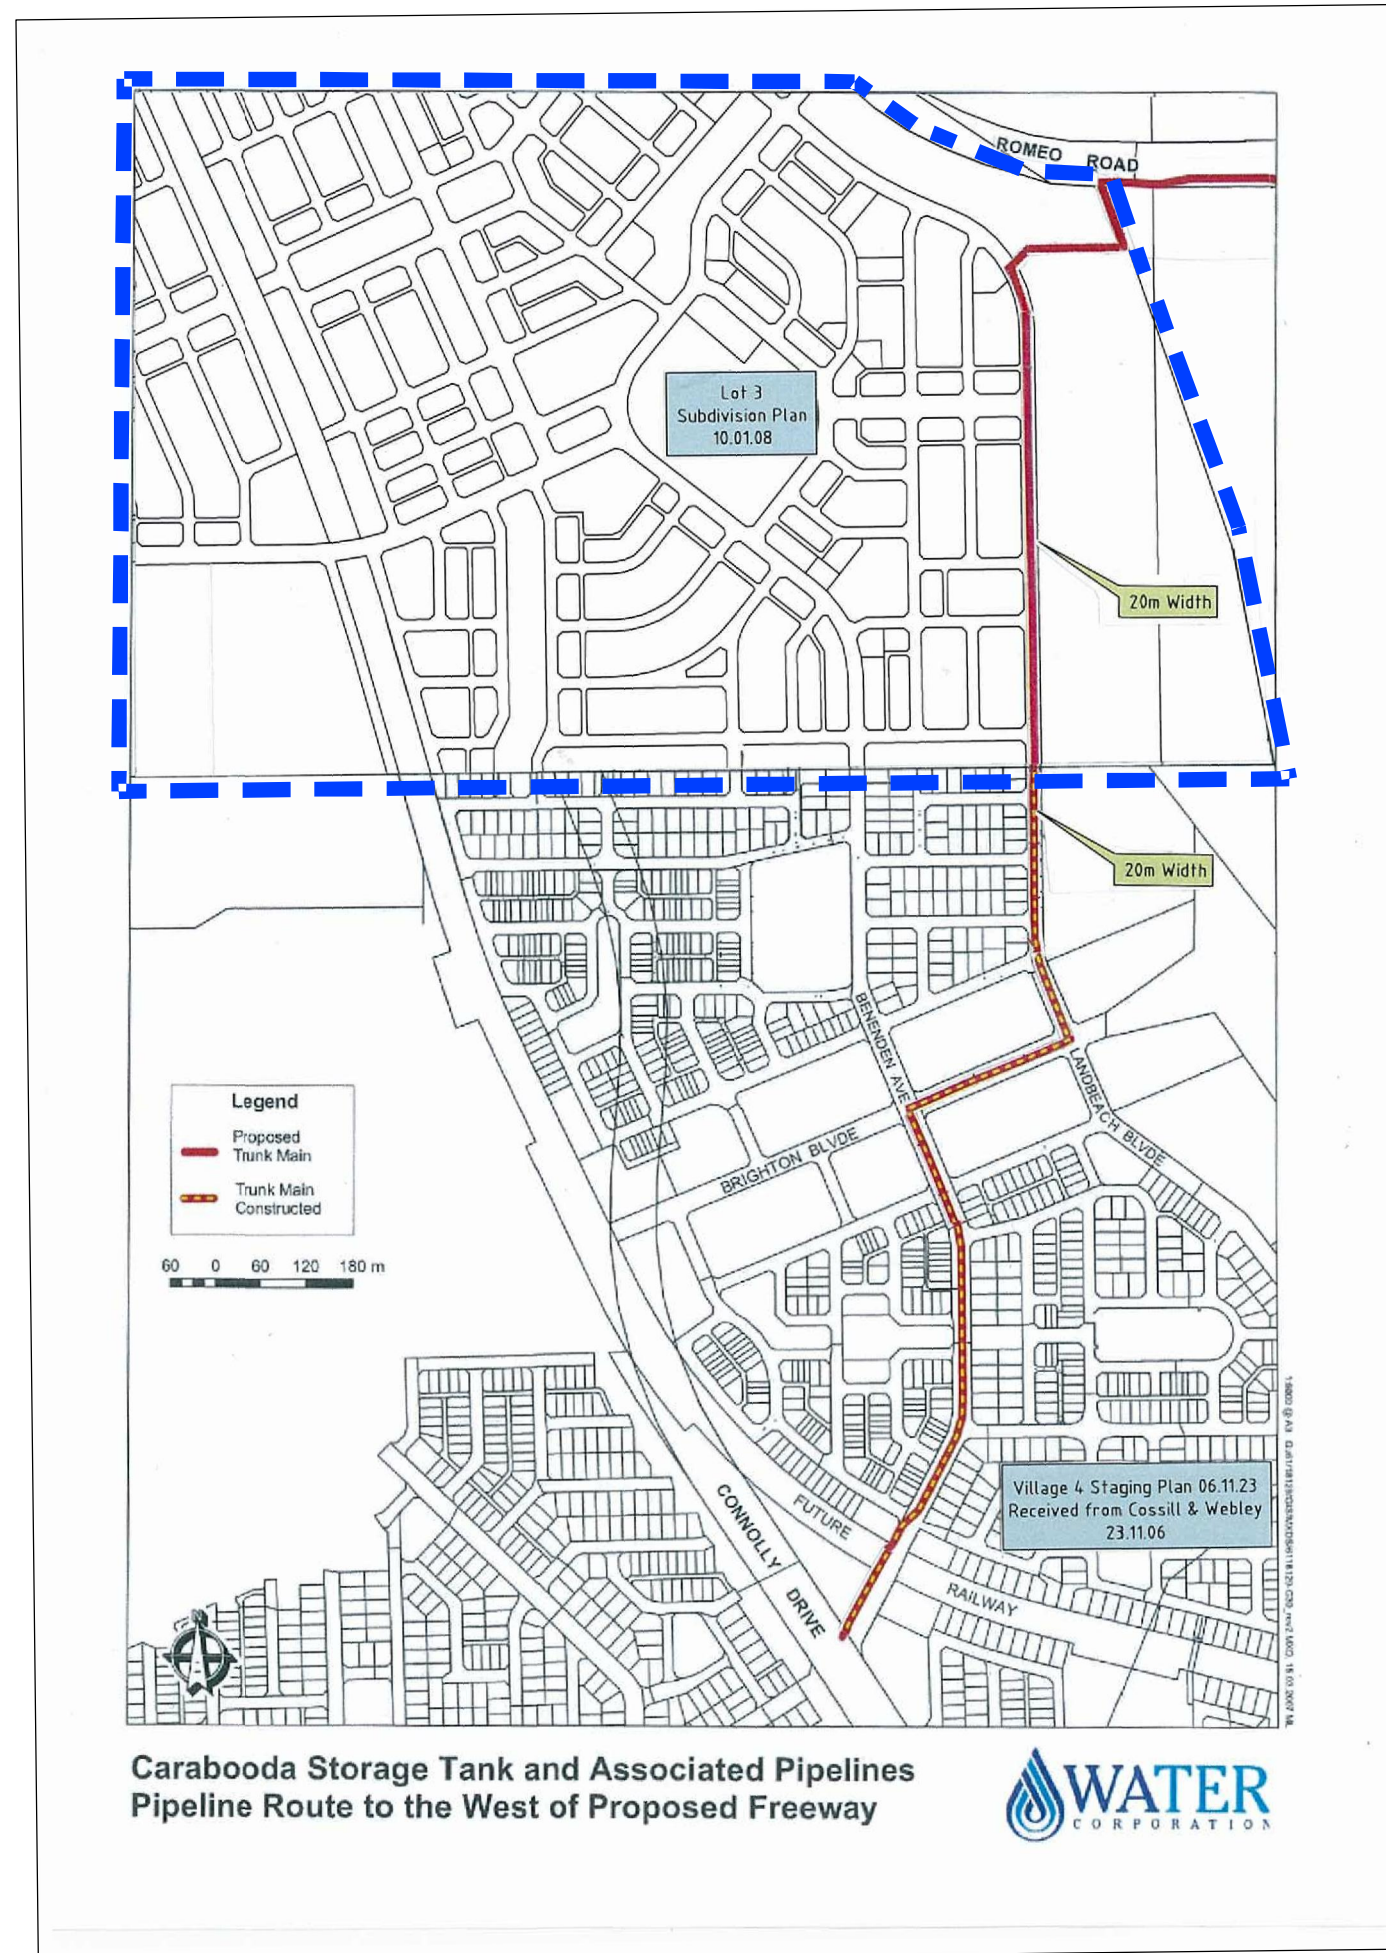 ROMEO ROAD
Lot 3
Subdivision Plan
10.01.08
20m Width
20m Width
BENENDEN AVE
LANDBEACH BLVDE
BRIGHTON BLVDE
Legend
Proposed
Trunk Main
Trunk Main
Constructed
60 0 60 120 180 m
Village 4 Staging Plan 06.11.23
Received from Cossill & Webley
23.11.06
CONNOLLY DRIVE
FUTURE RAILWAY
Carabooda Storage Tank and Associated Pipelines
Pipeline Route to the West of Proposed Freeway
WATER
CORPORATION